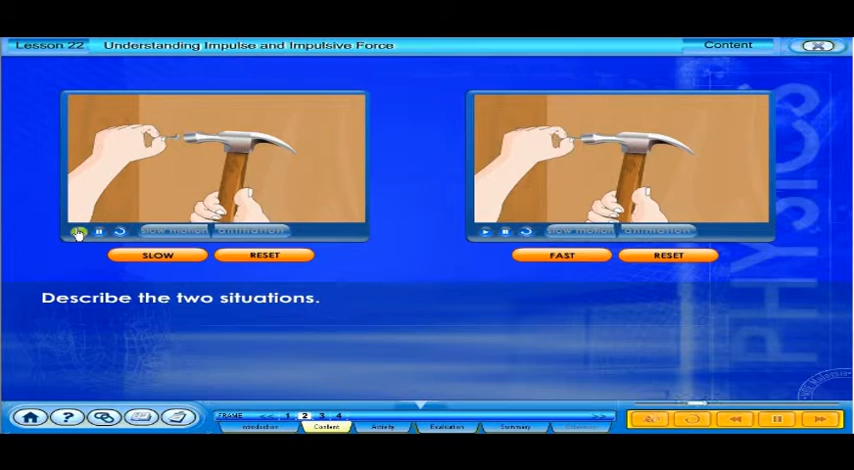 Lesson 22
Understanding Impulse and Impulsive Force
Content
slow motion animation
slow motion animation
SLOW
RESET
FAST
RESET
Describe the two situations.
PHYSICS
FRAME << 1 2 3 4 >>
Introduction
Content
Activity
Evaluation
Summary